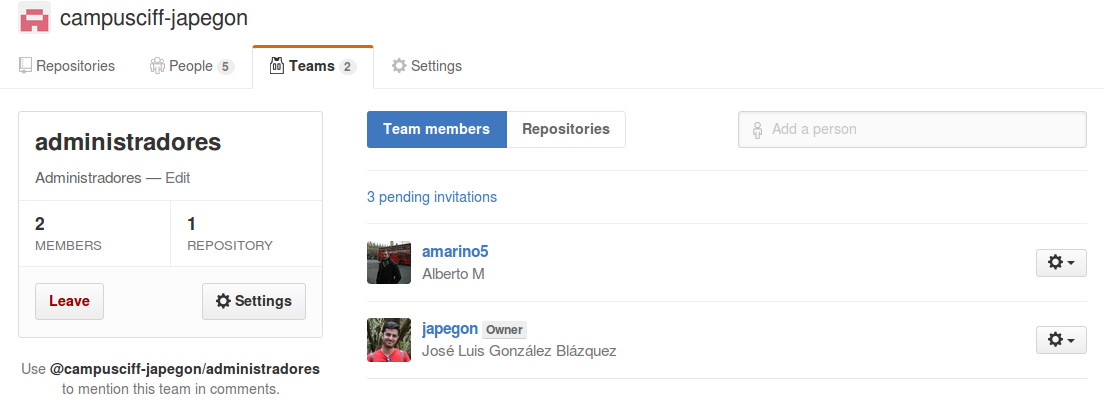 campusciff-japegon
Repositories People 5 Teams 2 Settings
administradores
Administradores — Edit
2 1
MEMBERS REPOSITORY
Leave Settings
Use @campusciff-japegon/administradores
to mention this team in comments.
Team members Repositories Add a person
3 pending invitations
amarino5
Alberto M
japegon Owner
José Luis González Blázquez